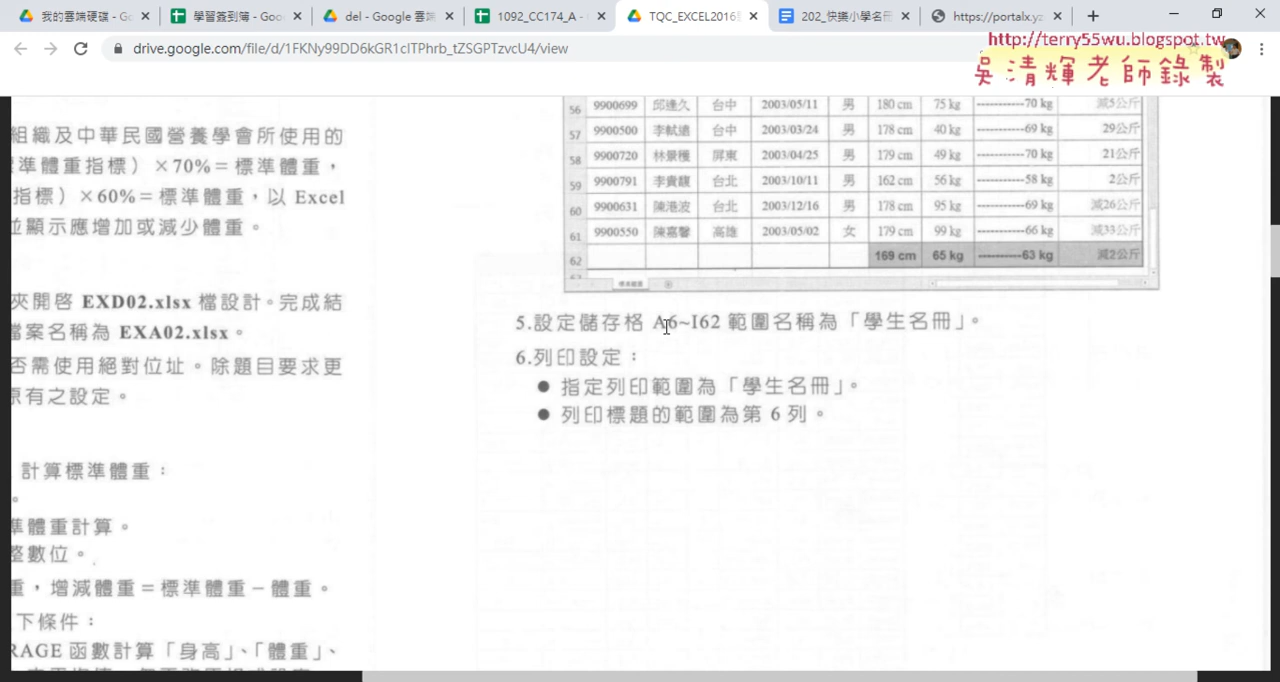 我的雲端硬碟 - Goo
學習簽到簿 - Goo
del - Google 雲端
1092_CC174_A -
TQC_EXCEL2016
202_快樂小學名冊
https://portalx.yz
drive.google.com/file/d/1FKNy99DD6kGR1clTPhrb_tZSGPTzvcU4/view
http://terry55wu.blogspot.tw
吳清輝老師錄製
組織及中華民國營養學會所使用的
準體重指標）×70%＝標準體重，
指標）×60%＝標準體重，以 Excel
並顯示應增加或減少體重。
夾開啓 EXD02.xlsx 檔設計。完成結
當案名稱為 EXA02.xlsx。
否需使用絕對位址。除題目要求更
原有之設定。
計算標準體重：
準體重計算。
整數位。
重，增減體重＝標準體重－體重。
下條件：
RAGE 函數計算「身高」、「體重」、
56 9900699 邱逢久 台中 2003/05/11 男 180 cm 75 kg -----------70 kg 減5公斤
57 9900500 李軾遠 台中 2003/03/24 男 178 cm 40 kg -----------69 kg 29公斤
58 9900720 林景穠 屏東 2003/04/25 男 179 cm 49 kg -----------70 kg 21公斤
59 9900791 李貴馥 台北 2003/10/11 男 162 cm 56 kg -----------58 kg 2公斤
60 9900631 陳港波 台北 2003/12/16 男 178 cm 95 kg -----------69 kg 減26公斤
61 9900550 陳嘉馨 高雄 2003/05/02 女 179 cm 99 kg -----------66 kg 減33公斤
62 169 cm 65 kg -----------63 kg 減2公斤
5.設定儲存格 A6~I62 範圍名稱為「學生名冊」。
6.列印設定：
● 指定列印範圍為「學生名冊」。
● 列印標題的範圍為第 6 列。